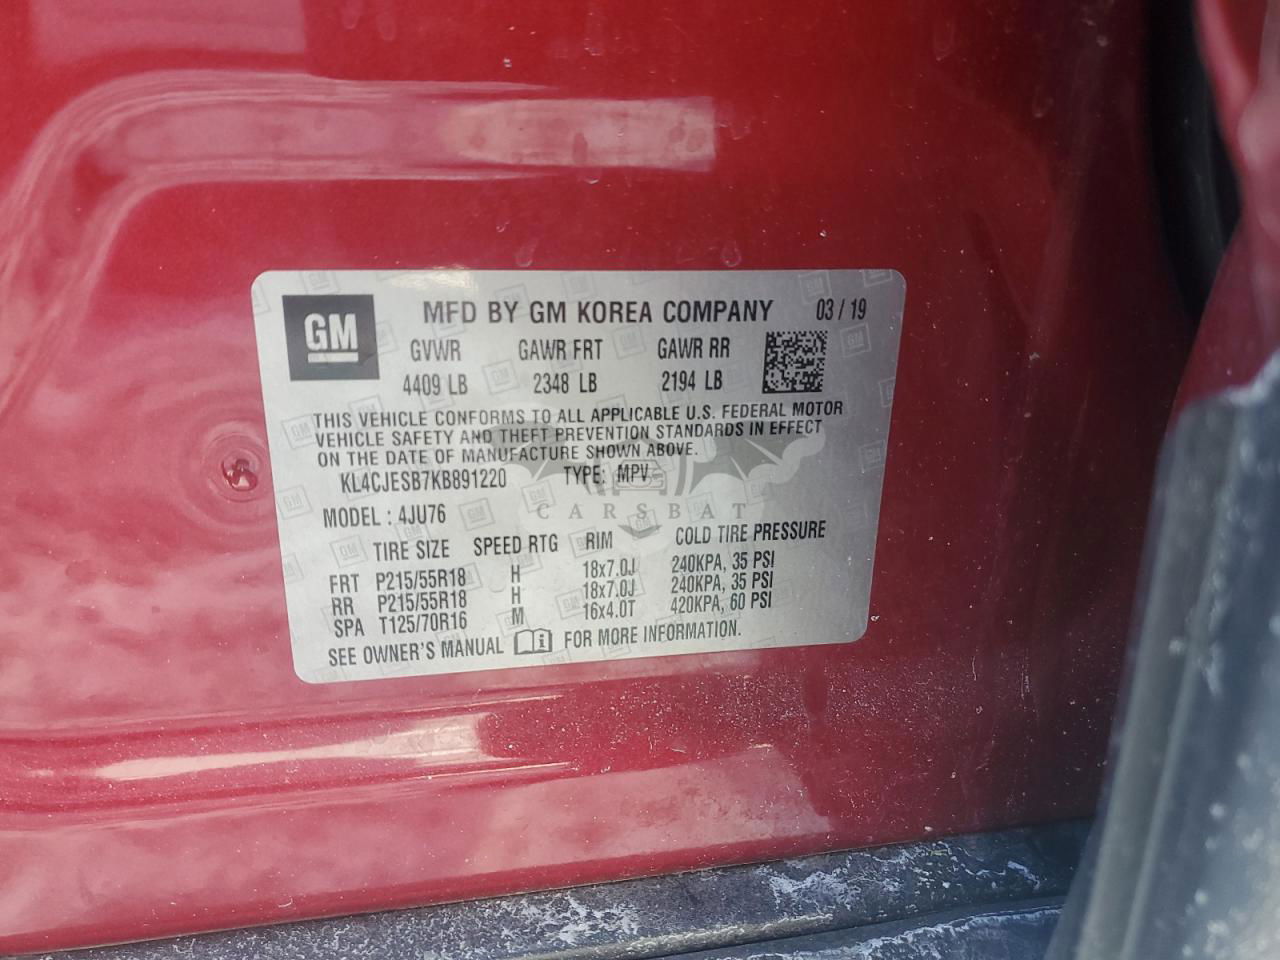 GM
MFD BY GM KOREA COMPANY 03 / 19
GVWR GAWR FRT GAWR RR
4409 LB 2348 LB 2194 LB
THIS VEHICLE CONFORMS TO ALL APPLICABLE U.S. FEDERAL MOTOR
VEHICLE SAFETY AND THEFT PREVENTION STANDARDS IN EFFECT
ON THE DATE OF MANUFACTURE SHOWN ABOVE.
KL4CJESB7KB891220 TYPE: MPV
CARSBAT
MODEL : 4JU76
TIRE SIZE SPEED RTG RIM COLD TIRE PRESSURE
FRT P215/55R18 H 18x7.0J 240KPA, 35 PSI
RR P215/55R18 H 18x7.0J 240KPA, 35 PSI
SPA T125/70R16 M 16x4.0T 420KPA, 60 PSI
SEE OWNER'S MANUAL i FOR MORE INFORMATION.